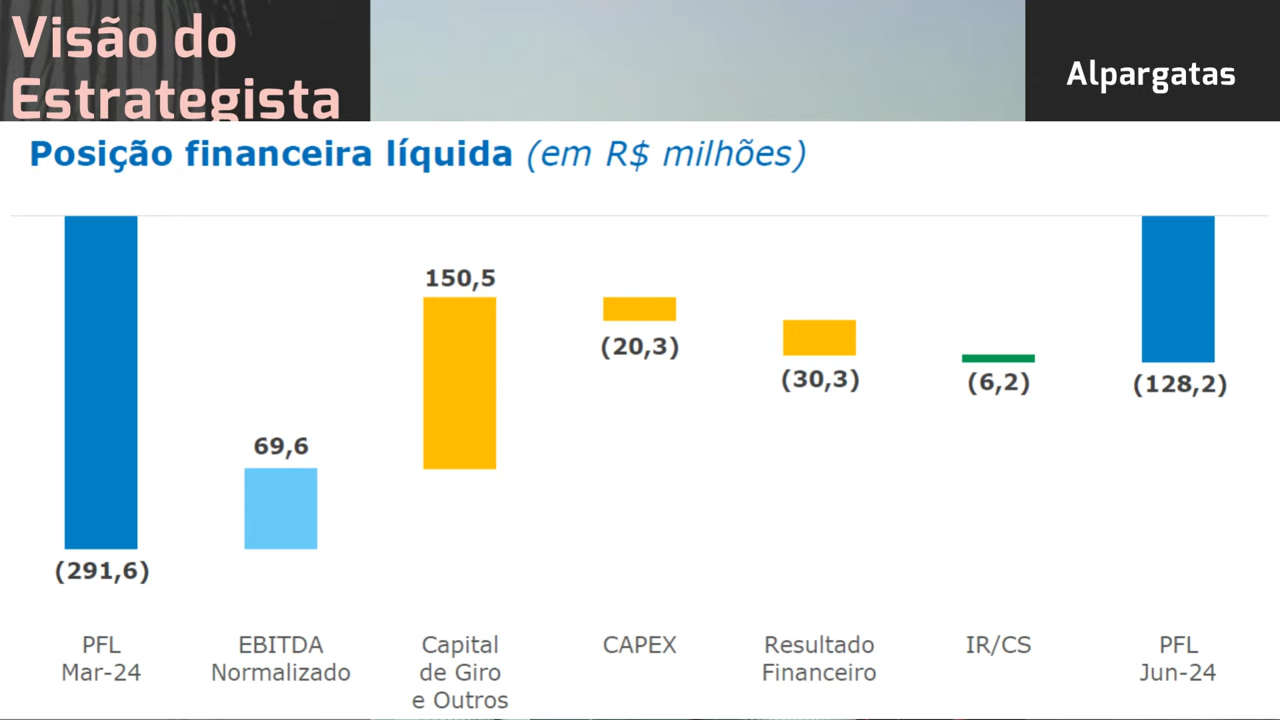 Visão do
Estrategista
Alpargatas
Posição financeira líquida (em R$ milhões)
150,5
(20,3)
(30,3)
(6,2)
(128,2)
69,6
(291,6)
PFL
Mar-24
EBITDA
Normalizado
Capital
de Giro
e Outros
CAPEX
Resultado
Financeiro
IR/CS
PFL
Jun-24